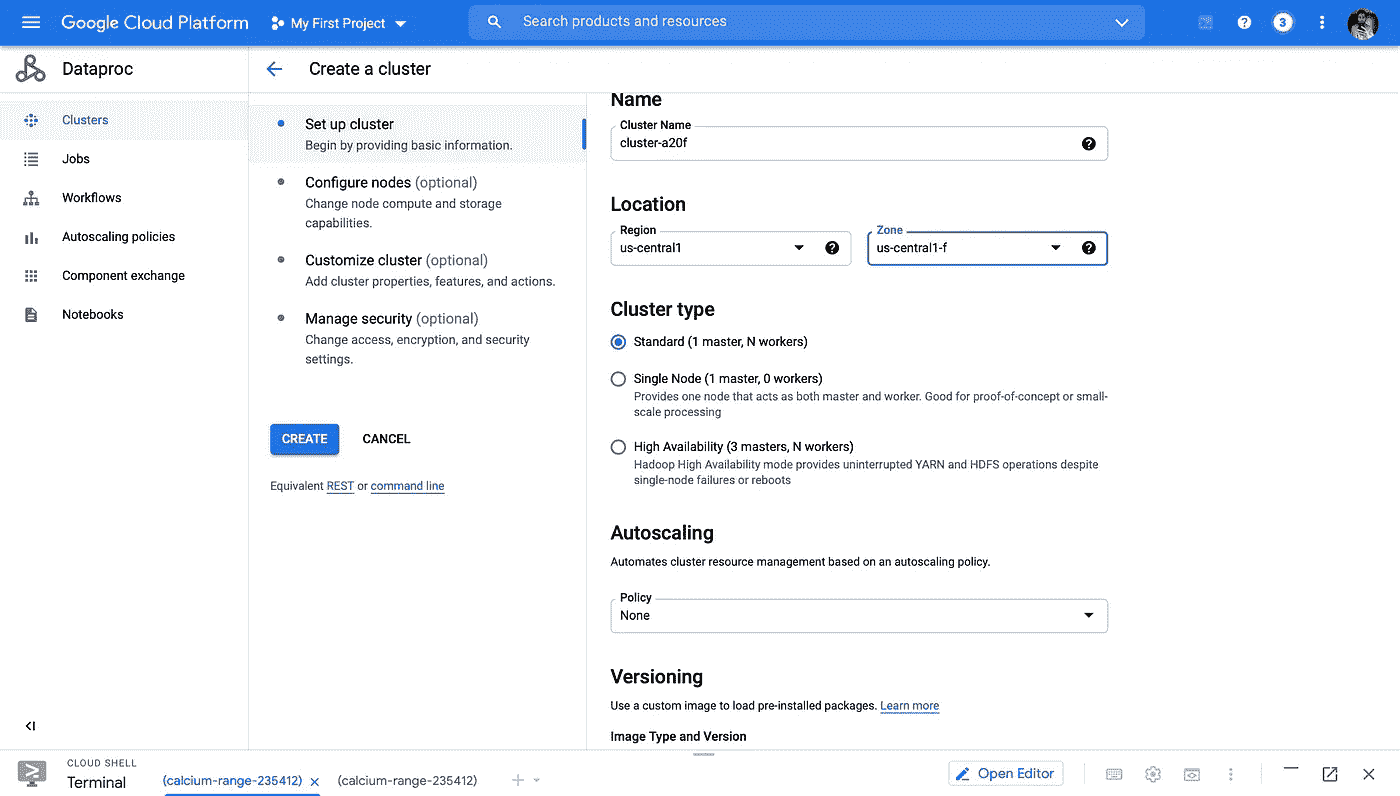 Google Cloud Platform
My First Project
Search products and resources
3
Dataproc
Create a cluster
Clusters
Jobs
Workflows
Autoscaling policies
Component exchange
Notebooks
Set up cluster
Begin by providing basic information.
Configure nodes (optional)
Change node compute and storage
capabilities.
Customize cluster (optional)
Add cluster properties, features, and actions.
Manage security (optional)
Change access, encryption, and security
settings.
CREATE
CANCEL
Equivalent REST or command line
Name
Cluster Name
cluster-a20f
Location
Region
us-central1
Zone
us-central1-f
Cluster type
Standard (1 master, N workers)
Single Node (1 master, 0 workers)
Provides one node that acts as both master and worker. Good for proof-of-concept or small-
scale processing
High Availability (3 masters, N workers)
Hadoop High Availability mode provides uninterrupted YARN and HDFS operations despite
single-node failures or reboots
Autoscaling
Automates cluster resource management based on an autoscaling policy.
Policy
None
Versioning
Use a custom image to load pre-installed packages. Learn more
Image Type and Version
CLOUD SHELL
Terminal
(calcium-range-235412)
(calcium-range-235412)
Open Editor